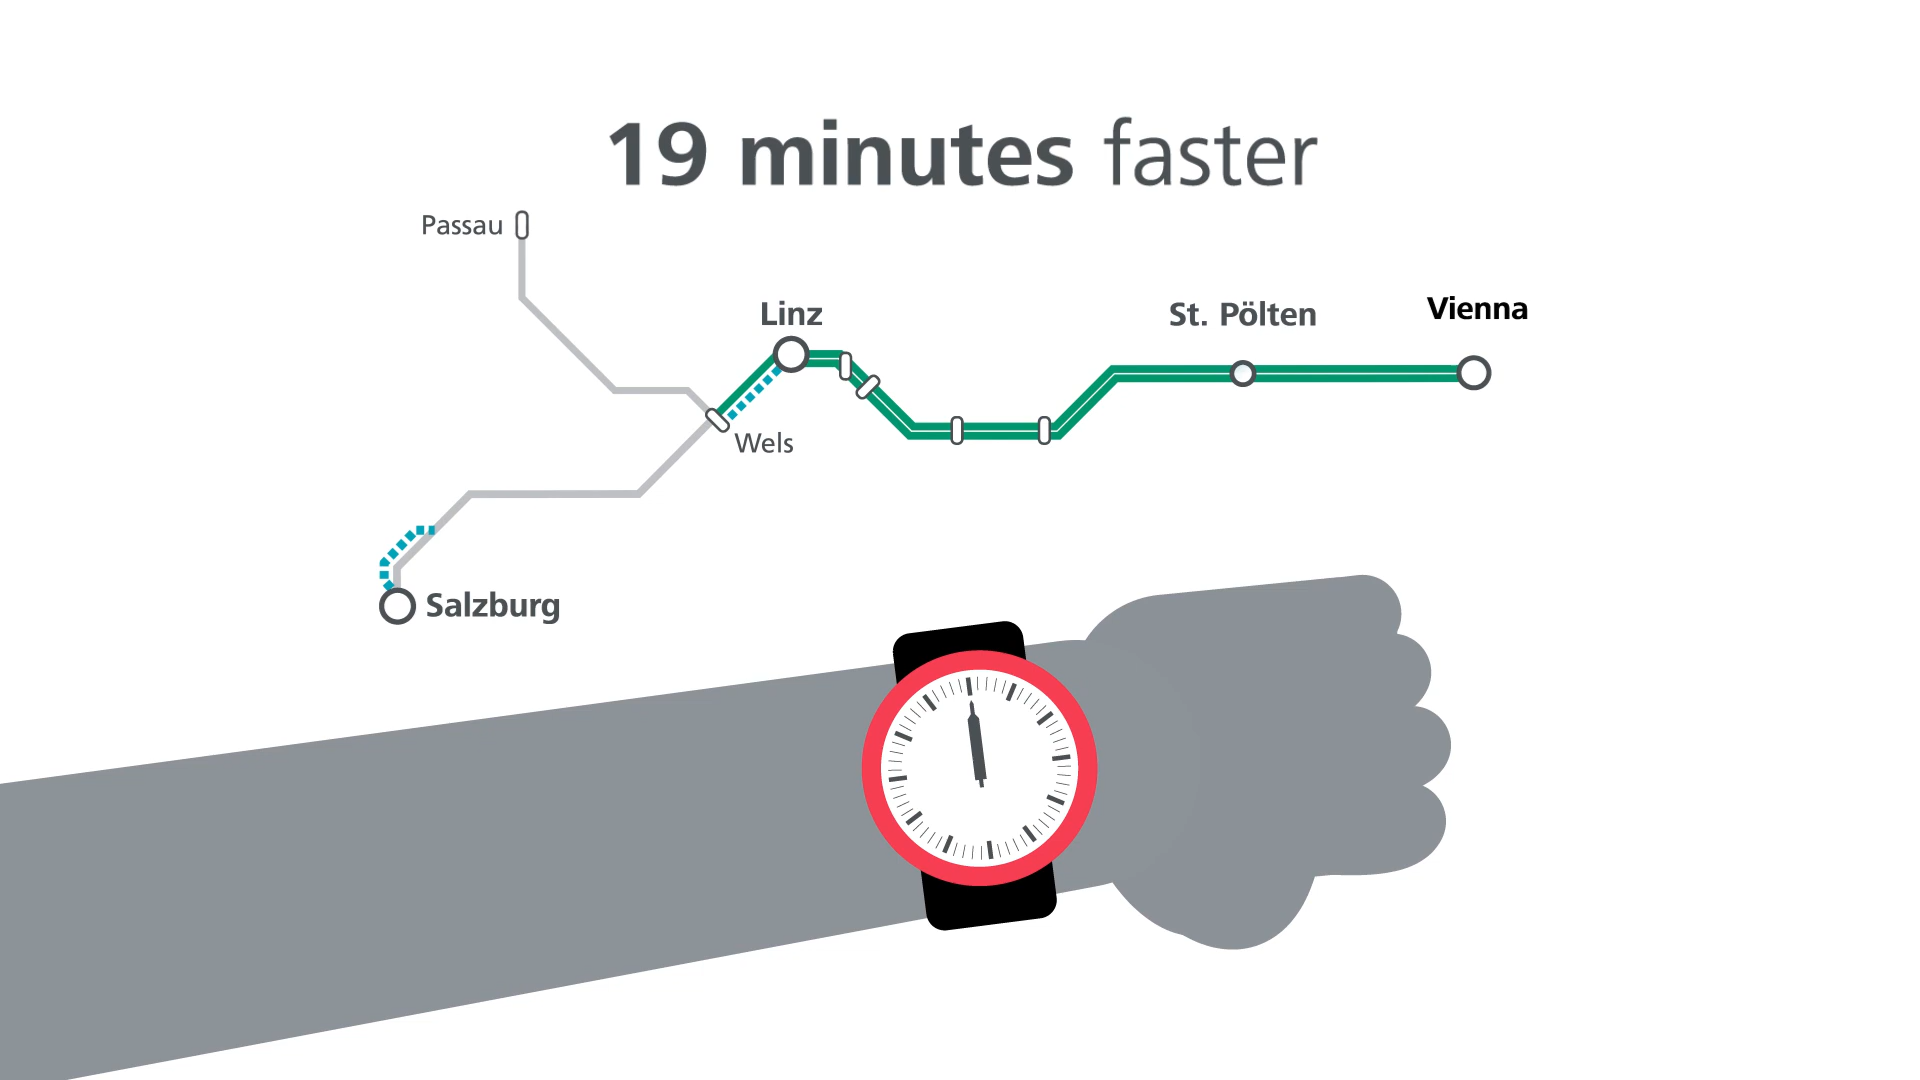 19 minutes faster
Passau
Linz
St. Pölten
Vienna
Wels
Salzburg